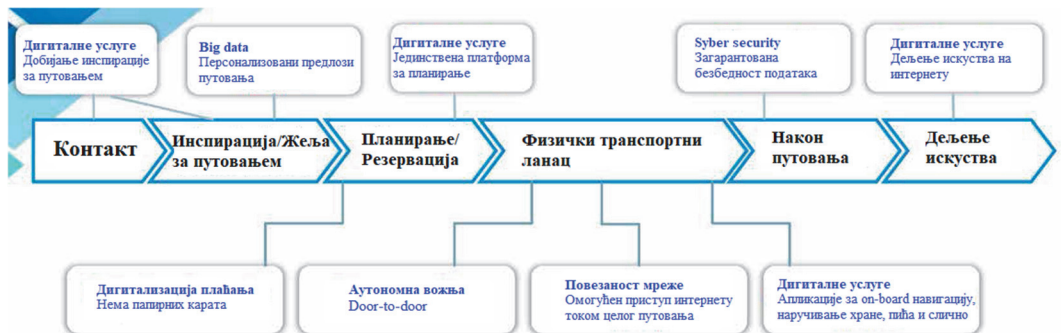 Дигиталне услуге
Добијање инспирације
за путовањем
Big data
Персонализовани предлози
путовања
Дигиталне услуге
Јединствена платформа
за планирање
Syber security
Загарантована
безбедност података
Дигиталне услуге
Дељење искуства на
интернету
Контакт
Инспирација/Жеља
за путовањем
Планирање/
Резервација
Физички транспортни
ланац
Након
путовања
Дељење
искуства
Дигитализација плаћања
Нема папирних карата
Аутономна вожња
Door-to-door
Повезаност мреже
Омогућен приступ интернету
током целог путовања
Дигиталне услуге
Апликације за on-board навигацију,
наручивање хране, пића и слично